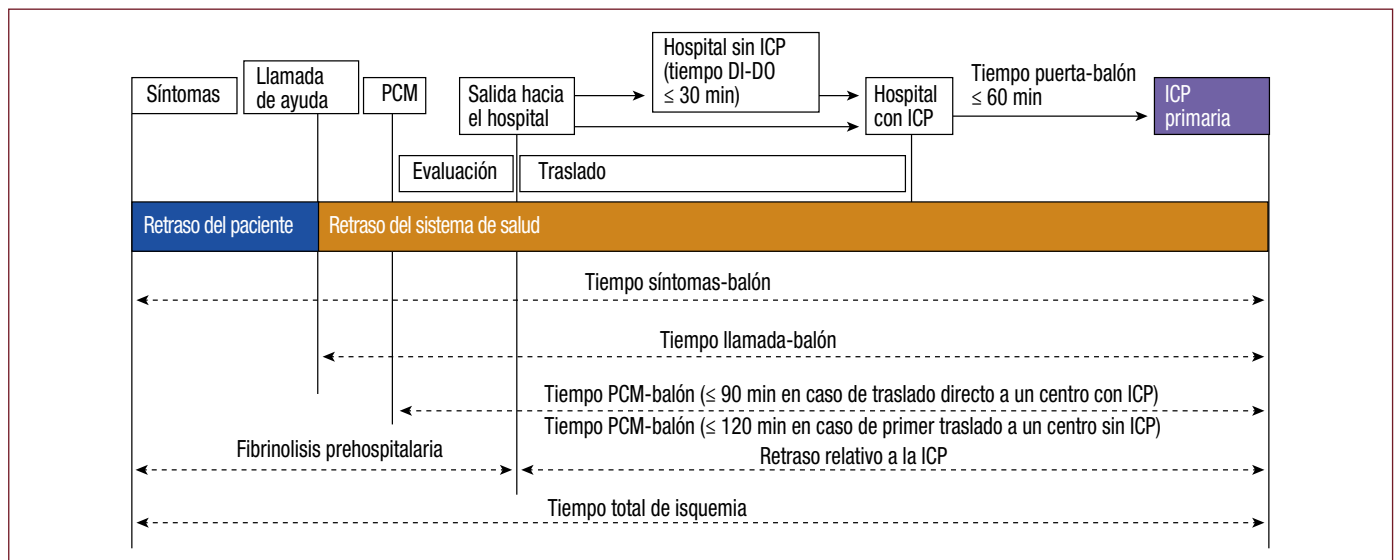 Síntomas
Llamada
de ayuda
PCM
Salida hacia
el hospital
Hospital sin ICP
(tiempo DI-DO
≤ 30 min)
Hospital
con ICP
Tiempo puerta-balón
≤ 60 min
ICP
primaria
Evaluación
Traslado
Retraso del paciente
Retraso del sistema de salud
Tiempo síntomas-balón
Tiempo llamada-balón
Tiempo PCM-balón (≤ 90 min en caso de traslado directo a un centro con ICP)
Tiempo PCM-balón (≤ 120 min en caso de primer traslado a un centro sin ICP)
Fibrinolisis prehospitalaria
Retraso relativo a la ICP
Tiempo total de isquemia